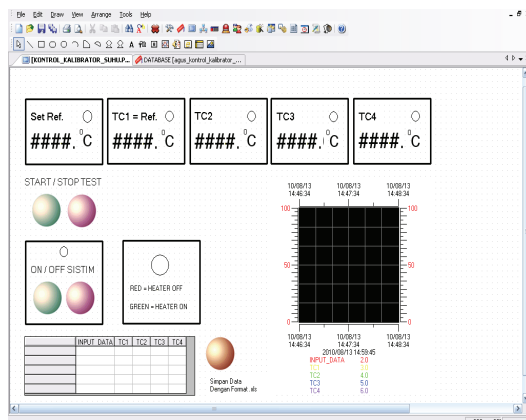 File Edit Draw View Arrange Tools Help
[KONTROL_KALIBRATOR_SUHU.P... DATABASE [agus_kontrol_kalibrator_...
Set Ref. TC1 = Ref. TC2 TC3 TC4
####. °C ####. °C ####. °C ####. °C ####. °C
START / STOP TEST
10/08/13 10/08/13 10/08/13
14:46:34 14:47:34 14:48:34
100 100
ON / OFF SISTIM
50 50
RED = HEATER OFF
GREEN = HEATER ON
0 0
10/08/13 10/08/13 10/08/13
14:46:34 14:47:34 14:48:34
2010/08/13 14:59:45
INPUT_DATA 2.0
TC1
TC2 4.0
TC3 5.0
TC4 6.0
INPUT_DATA TC1 TC2 TC3 TC4
Simpan Data
Dengan Format .xls